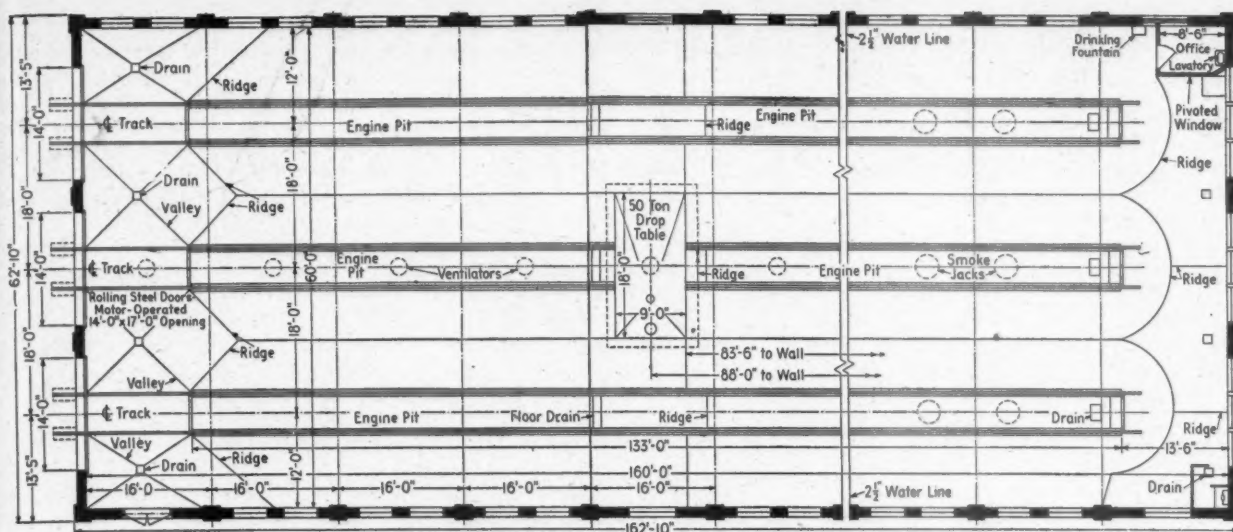 2½" Water Line
Drinking
Fountain
8'-6"
Office
Lavatory
Pivoted
Window
Ridge
13'-5"
14'-0"
18'-0"
14'-0"
62'-10"
18'-0"
14'-0"
13'-5"
Drain
Ridge
12'-0"
℄ Track
Engine Pit
Ridge
Engine Pit
18'-0"
Drain
Valley
Ridge
50 Ton
Drop
Table
18'-0"
9'-0"
℄ Track
Engine
Pit
Ventilators
60'-0"
Ridge
Engine Pit
Smoke
Jacks
Ridge
Rolling Steel Doors
Motor-Operated
14'-0"x17'-0" Opening
18'-0"
Ridge
Valley
83'-6" to Wall
88'-0" to Wall
℄ Track
Engine Pit
Floor Drain
Ridge
Drain
Ridge
Valley
Ridge
Drain
133'-0"
13'-6"
160'-0"
16'-0
16'-0"
12'-0"
16'-0"
16'-0"
16'-0"
2½" Water Line
Drain
162'-10"